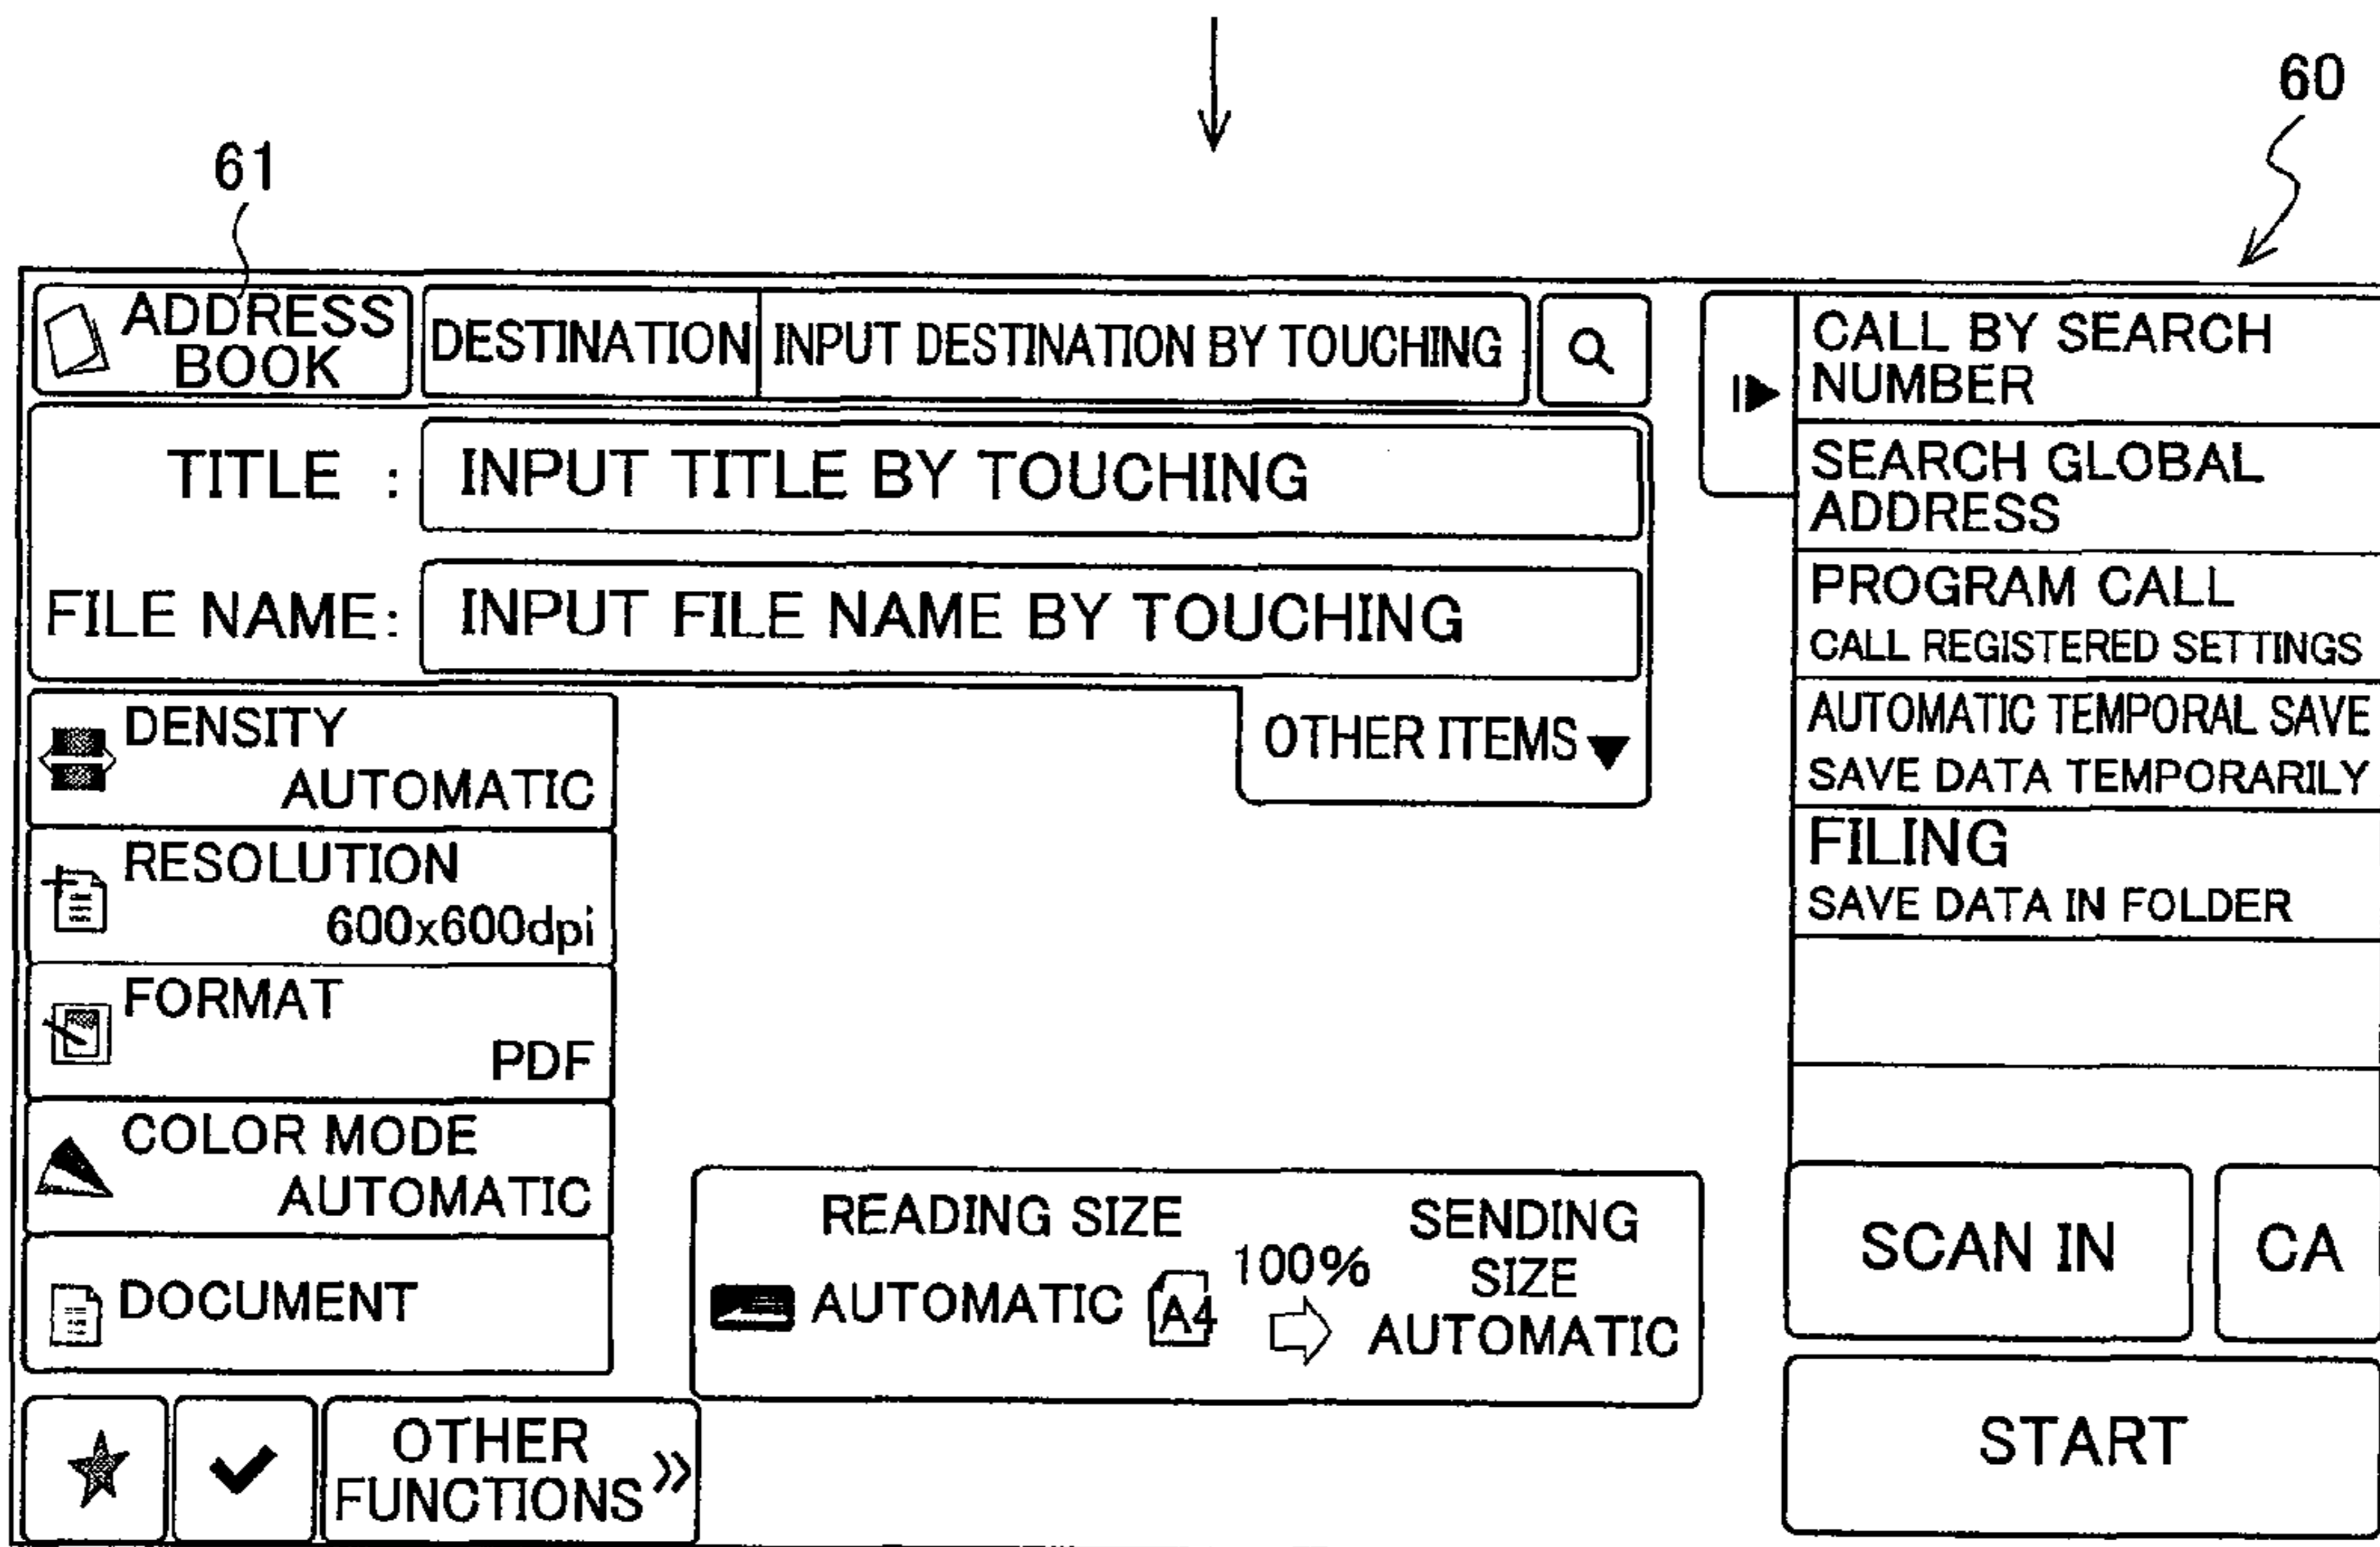 60
61
ADDRESS
BOOK
DESTINATION
INPUT DESTINATION BY TOUCHING
TITLE :
INPUT TITLE BY TOUCHING
FILE NAME:
INPUT FILE NAME BY TOUCHING
OTHER ITEMS ▼
DENSITY
AUTOMATIC
RESOLUTION
600x600dpi
FORMAT
PDF
COLOR MODE
AUTOMATIC
DOCUMENT
OTHER
FUNCTIONS »
READING SIZE
AUTOMATIC
A4
100%
SENDING
SIZE
AUTOMATIC
CALL BY SEARCH
NUMBER
SEARCH GLOBAL
ADDRESS
PROGRAM CALL
CALL REGISTERED SETTINGS
AUTOMATIC TEMPORAL SAVE
SAVE DATA TEMPORARILY
FILING
SAVE DATA IN FOLDER
SCAN IN
CA
START